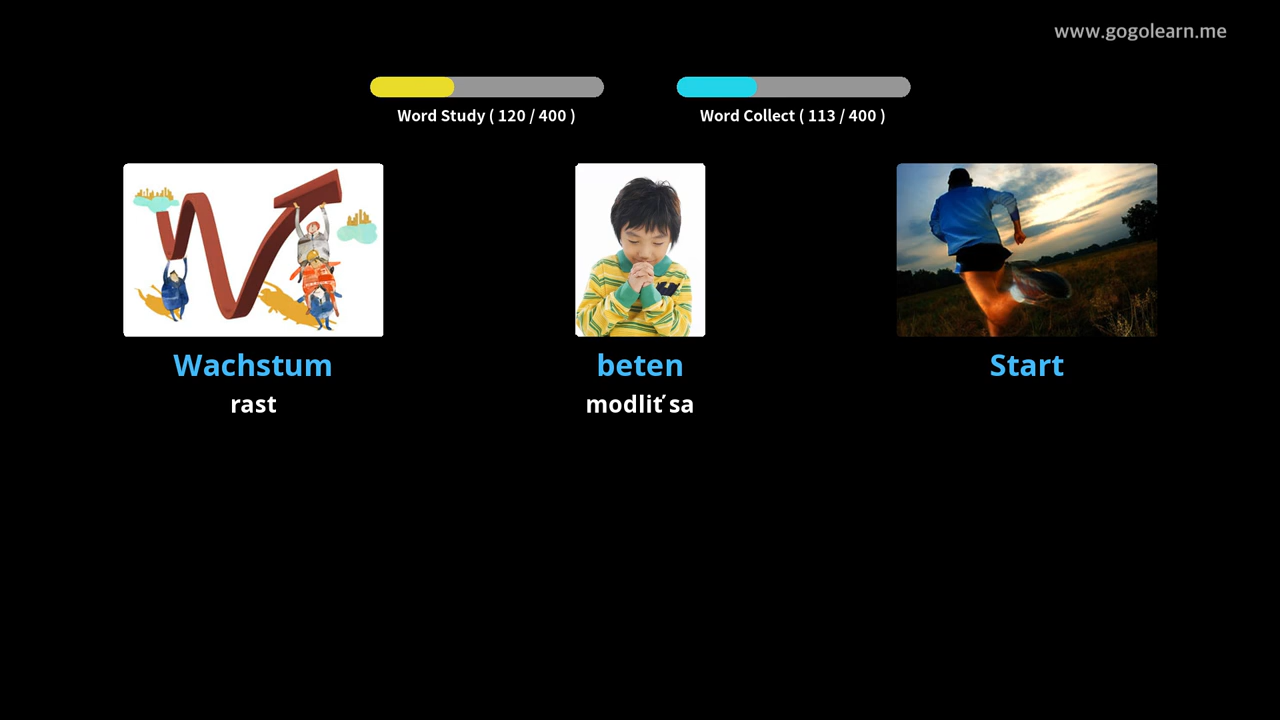 www.gogolearn.me
Word Study ( 120 / 400 )
Word Collect ( 113 / 400 )
Wachstum
beten
Start
rast
modliť sa